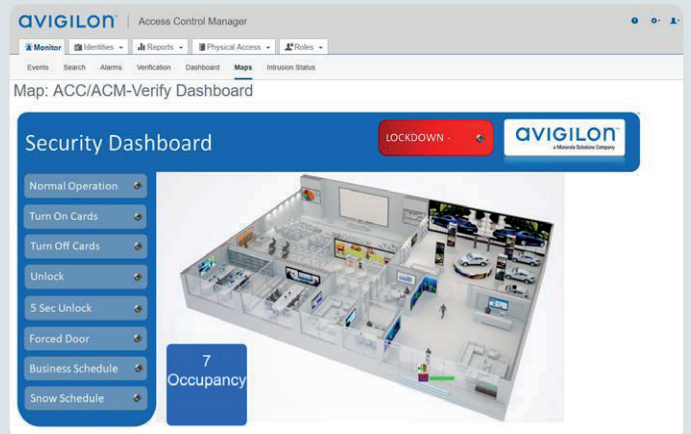 AVIGILON Access Control Manager
Monitor Identities Reports Physical Access Roles
Events Search Alarms Verification Dashboard Maps Intrusion Status
Map: ACC/ACM-Verify Dashboard
Security Dashboard
LOCKDOWN -
AVIGILON
a Motorola Solutions Company
Normal Operation
Turn On Cards
Turn Off Cards
Unlock
5 Sec Unlock
Forced Door
Business Schedule
Snow Schedule
7
Occupancy